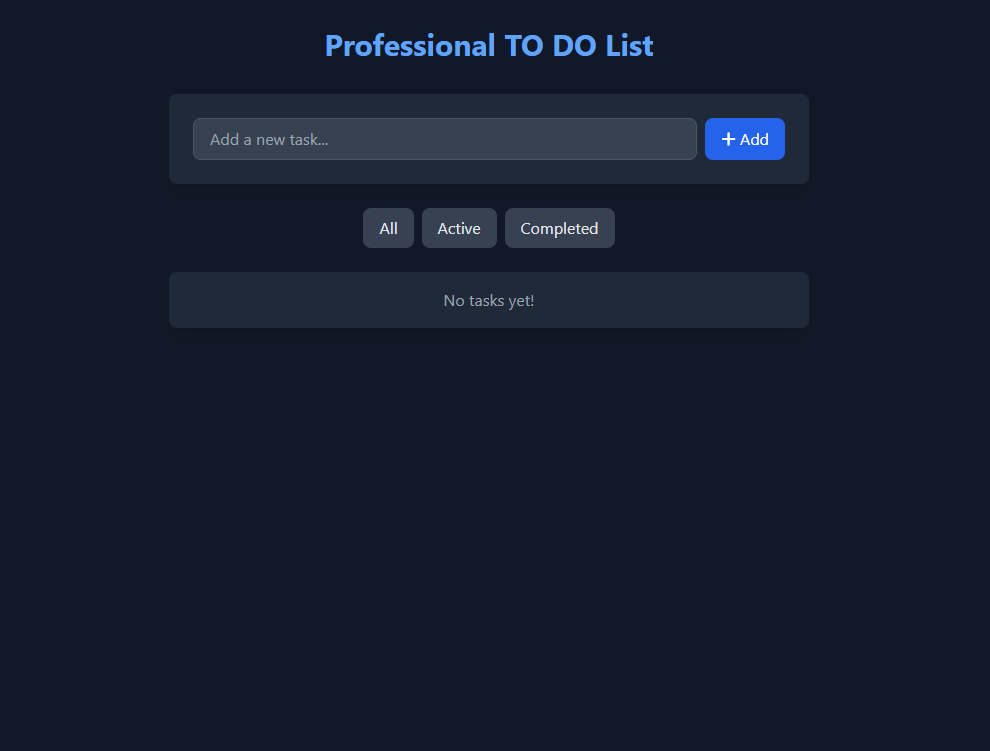 Professional TO DO List
Add a new task...
+ Add
All
Active
Completed
No tasks yet!